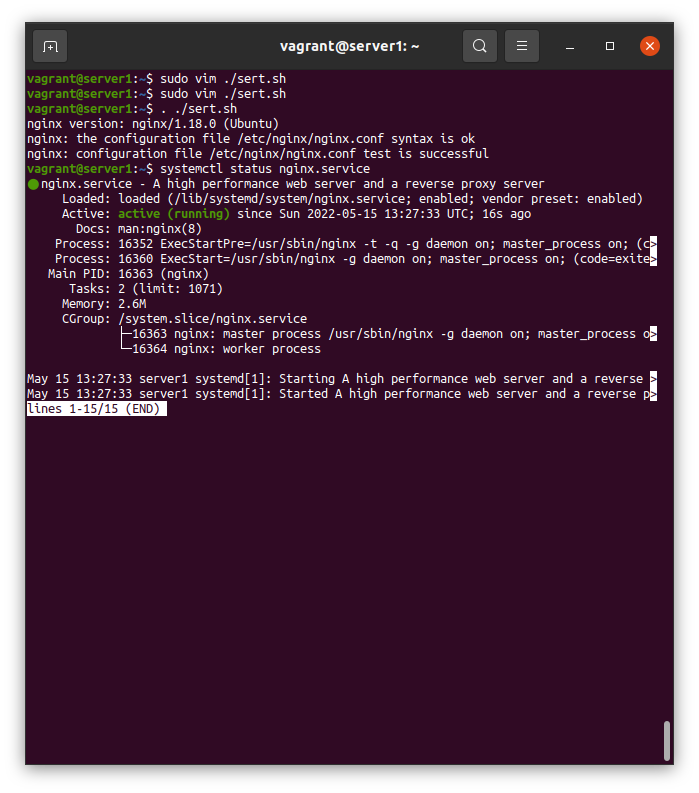 vagrant@server1: ~
vagrant@server1:~$ sudo vim ./sert.sh
vagrant@server1:~$ sudo vim ./sert.sh
vagrant@server1:~$ . ./sert.sh
nginx version: nginx/1.18.0 (Ubuntu)
nginx: the configuration file /etc/nginx/nginx.conf syntax is ok
nginx: configuration file /etc/nginx/nginx.conf test is successful
vagrant@server1:~$ systemctl status nginx.service
● nginx.service - A high performance web server and a reverse proxy server
     Loaded: loaded (/lib/systemd/system/nginx.service; enabled; vendor preset: enabled)
     Active: active (running) since Sun 2022-05-15 13:27:33 UTC; 16s ago
       Docs: man:nginx(8)
    Process: 16352 ExecStartPre=/usr/sbin/nginx -t -q -g daemon on; master_process on; (c>
    Process: 16360 ExecStart=/usr/sbin/nginx -g daemon on; master_process on; (code=exite>
   Main PID: 16363 (nginx)
      Tasks: 2 (limit: 1071)
     Memory: 2.6M
     CGroup: /system.slice/nginx.service
             ├─16363 nginx: master process /usr/sbin/nginx -g daemon on; master_process o>
             └─16364 nginx: worker process
May 15 13:27:33 server1 systemd[1]: Starting A high performance web server and a reverse >
May 15 13:27:33 server1 systemd[1]: Started A high performance web server and a reverse p>
lines 1-15/15 (END)